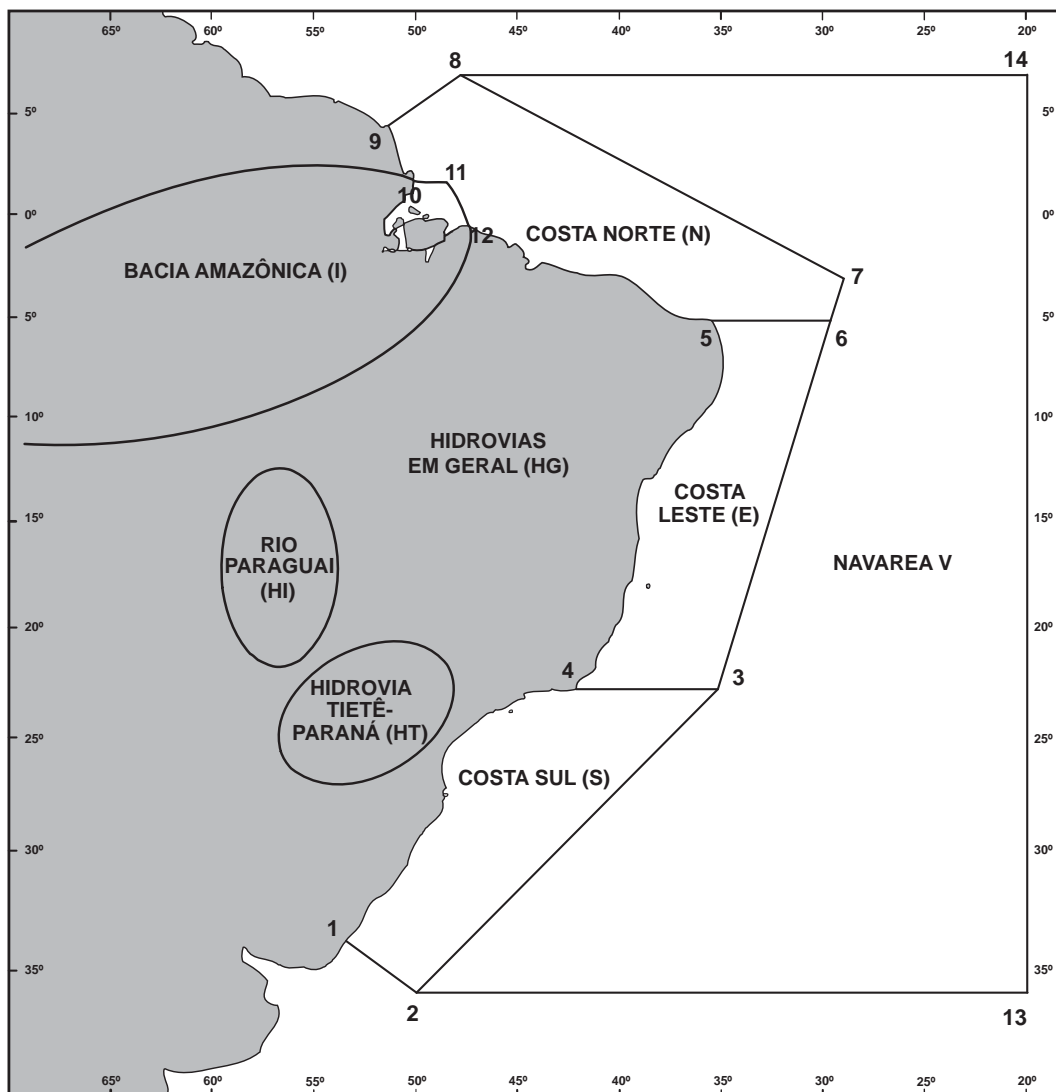 65º 60º 55º 50º 45º 40º 35º 30º 25º 20º
8 14
5º 5º
9
11
10
0º 0º
12
COSTA NORTE (N)
BACIA AMAZÔNICA (I)
7
5º 5º
5 6
10º 10º
HIDROVIAS
EM GERAL (HG)
COSTA
LESTE (E)
15º 15º
RIO
PARAGUAI
(HI)
NAVAREA V
20º 20º
4 3
HIDROVIA
TIETÊ-
PARANÁ (HT)
25º 25º
COSTA SUL (S)
30º 30º
1
35º 35º
2 13
65º 60º 55º 50º 45º 40º 35º 30º 25º 20º